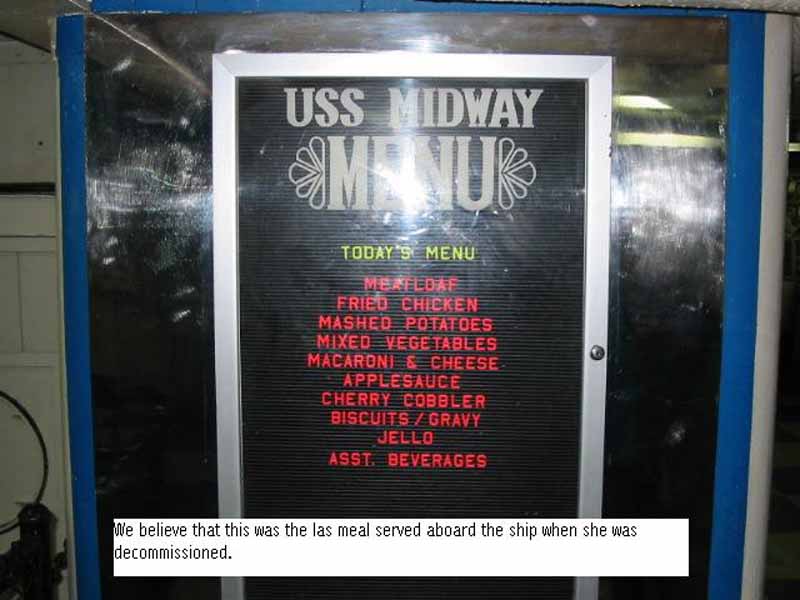 USS MIDWAY
MENU
TODAY'S MENU
MEATLOAF
FRIED CHICKEN
MASHED POTATOES
MIXED VEGETABLES
MACARONI & CHEESE
APPLESAUCE
CHERRY COBBLER
BISCUITS/GRAVY
JELLO
ASST. BEVERAGES
We believe that this was the las meal served aboard the ship when she was
decommissioned.